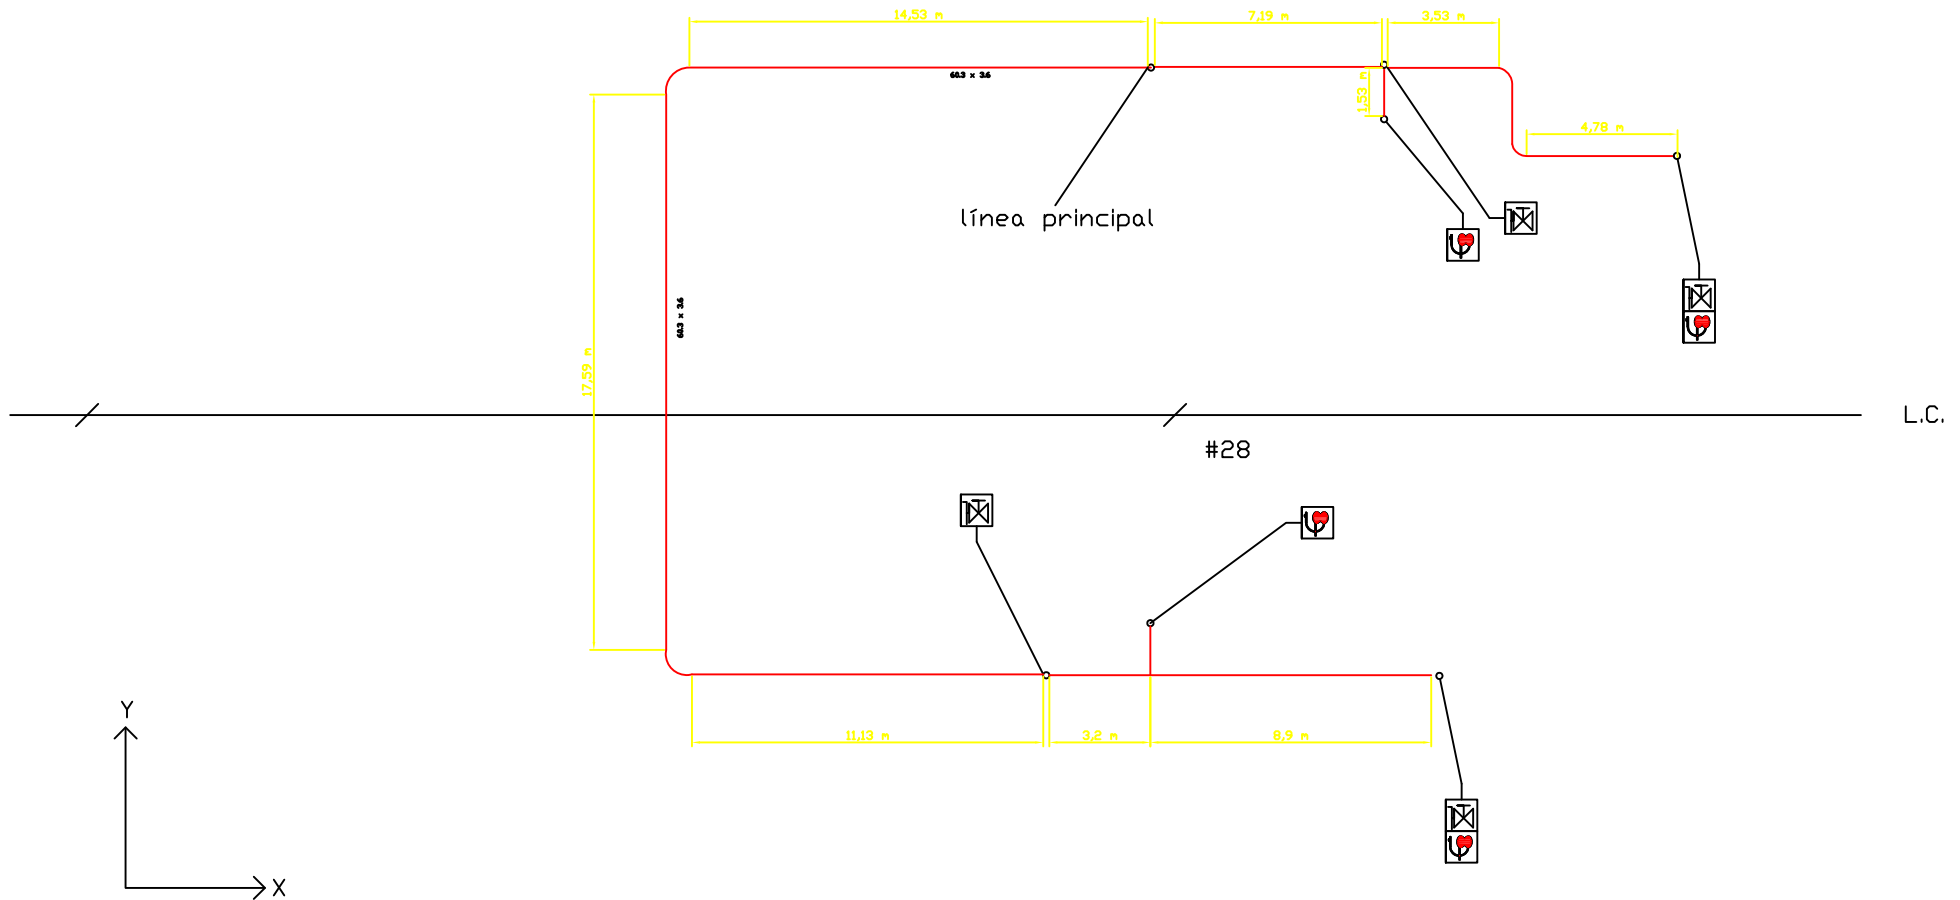 14,53 m
7,19 m
3,53 m
60.3 x 3.6
1,53 m
4,78 m
línea principal
60.3 x 3.6
17,59 m
L.C.
#28
11,13 m
3,2 m
8,9 m
Y
X